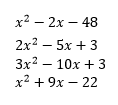 x² − 2x − 48
2x² − 5x + 3
3x² − 10x + 3
x² + 9x − 22